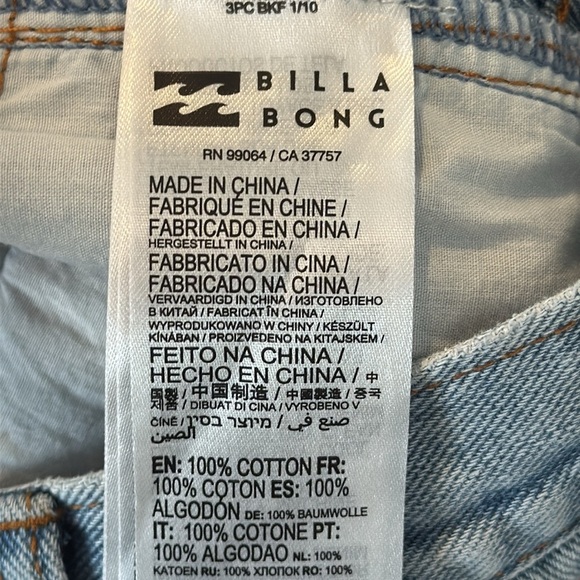 3PC BKF 1/10
BILLA
BONG
RN 99064 / CA 37757
MADE IN CHINA /
FABRIQUÉ EN CHINE /
FABRICADO EN CHINA /
HERGESTELLT IN CHINA /
FABBRICATO IN CINA /
FABRICADO NA CHINA /
VERVAARDIGD IN CHINA / ИЗГОТОВЛЕНО
В КИТАЙ / FABRICAT ÎN CHINA /
WYPRODUKOWANO W CHINY / KÉSZÜLT
KÍNÁBAN / PROIZVEDENO NA KITAJSKEM /
FEITO NA CHINA /
HECHO EN CHINA / 中
国製 / 中国制造 / 中國製造 / 중국
제품 / DIBUAT DI CINA / VYROBENO V
ČÍNĚ / מיוצר בסין / صنع في
الصين
EN: 100% COTTON FR:
100% COTON ES: 100%
ALGODÓN DE: 100% BAUMWOLLE
IT: 100% COTONE PT:
100% ALGODAO NL: 100%
KATOEN RU: 100% ХЛОПОК RO: 100%